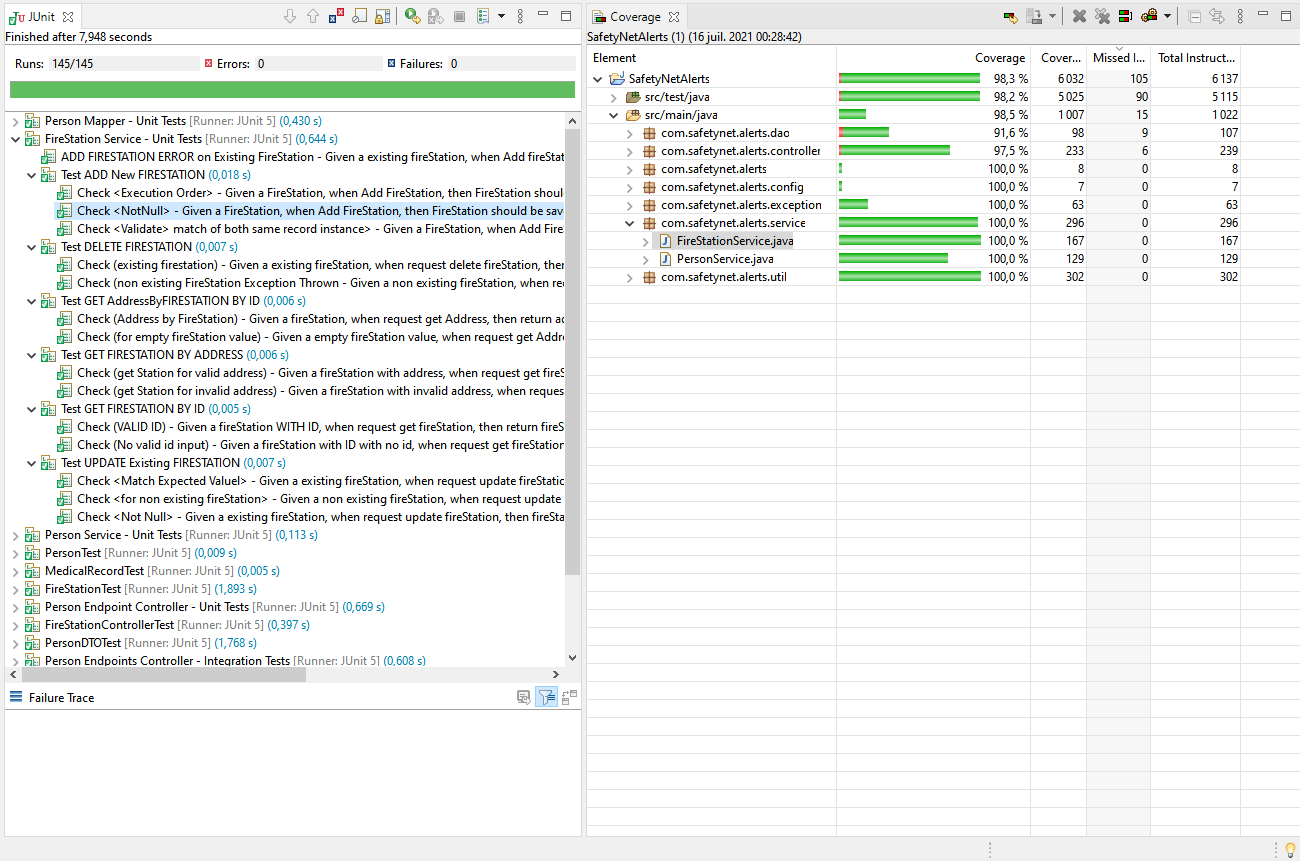 JUnit
Finished after 7,948 seconds
Runs: 145/145 Errors: 0 Failures: 0
Person Mapper - Unit Tests [Runner: JUnit 5] (0,430 s)
FireStation Service - Unit Tests [Runner: JUnit 5] (0,644 s)
ADD FIRESTATION ERROR on Existing FireStation - Given a existing fireStation, when Add fireStat
Test ADD New FIRESTATION (0,018 s)
Check <Execution Order> - Given a FireStation, when Add FireStation, then FireStation shoul
Check <NotNull> - Given a FireStation, when Add FireStation, then FireStation should be sav
Check <Validate> match of both same record instance> - Given a FireStation, when Add Fire
Test DELETE FIRESTATION (0,007 s)
Check (existing firestation) - Given a existing fireStation, when request delete fireStation, ther
Check (non existing FireStation Exception Thrown - Given a non existing fireStation, when re
Test GET AddressByFIRESTATION BY ID (0,006 s)
Check (Address by FireStation) - Given a fireStation, when request get Address, then return ac
Check (for empty fireStation value) - Given a empty fireStation value, when request get Addr
Test GET FIRESTATION BY ADDRESS (0,006 s)
Check (get Station for valid address) - Given a fireStation with address, when request get fireS
Check (get Station for invalid address) - Given a fireStation with invalid address, when reques
Test GET FIRESTATION BY ID (0,005 s)
Check (VALID ID) - Given a fireStation WITH ID, when request get fireStation, then return fireS
Check (No valid id input) - Given a fireStation with ID with no id, when request get fireStation
Test UPDATE Existing FIRESTATION (0,007 s)
Check <Match Expected Valuel> - Given a existing fireStation, when request update fireStatic
Check <for non existing fireStation> - Given a non existing fireStation, when request update
Check <Not Null> - Given a existing fireStation, when request update fireStation, then fireSta
Person Service - Unit Tests [Runner: JUnit 5] (0,113 s)
PersonTest [Runner: JUnit 5] (0,009 s)
MedicalRecordTest [Runner: JUnit 5] (0,005 s)
FireStationTest [Runner: JUnit 5] (1,893 s)
Person Endpoint Controller - Unit Tests [Runner: JUnit 5] (0,669 s)
FireStationControllerTest [Runner: JUnit 5] (0,397 s)
PersonDTOTest [Runner: JUnit 5] (1,768 s)
Person Endpoints Controller - Integration Tests [Runner: JUnit 5] (0,608 s)
Failure Trace
Coverage
SafetyNetAlerts (1) (16 juil. 2021 00:28:42)
Element Coverage Cover... Missed I... Total Instruct...
SafetyNetAlerts 98,3 % 6 032 105 6 137
src/test/java 98,2 % 5 025 90 5 115
src/main/java 98,5 % 1 007 15 1 022
com.safetynet.alerts.dao 91,6 % 98 9 107
com.safetynet.alerts.controller 97,5 % 233 6 239
com.safetynet.alerts 100,0 % 8 0 8
com.safetynet.alerts.config 100,0 % 7 0 7
com.safetynet.alerts.exception 100,0 % 63 0 63
com.safetynet.alerts.service 100,0 % 296 0 296
FireStationService.java 100,0 % 167 0 167
PersonService.java 100,0 % 129 0 129
com.safetynet.alerts.util 100,0 % 302 0 302